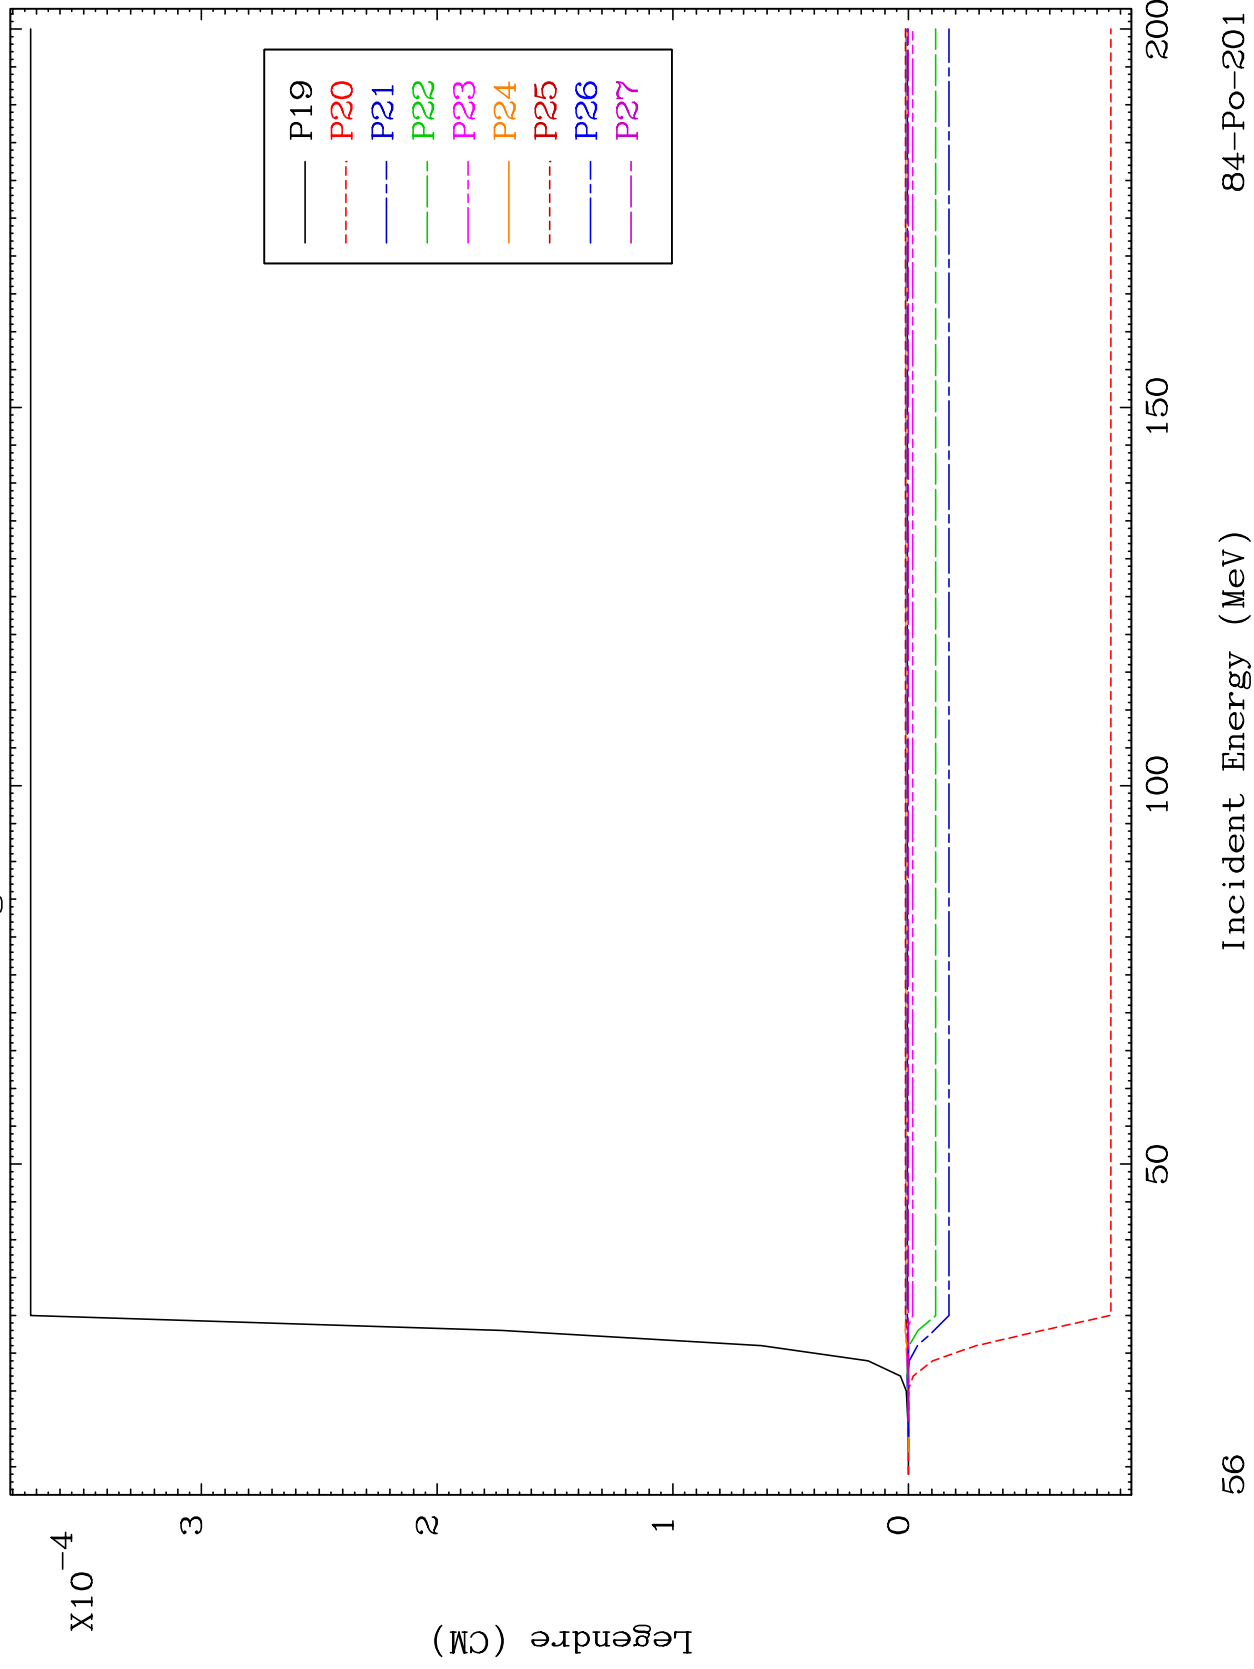 X10-4
Legendre (CM)
3
2
1
0
P19
P20
P21
P22
P23
P24
P25
P26
P27
50
100
150
200
Incident Energy (MeV)
56
84-Po-201